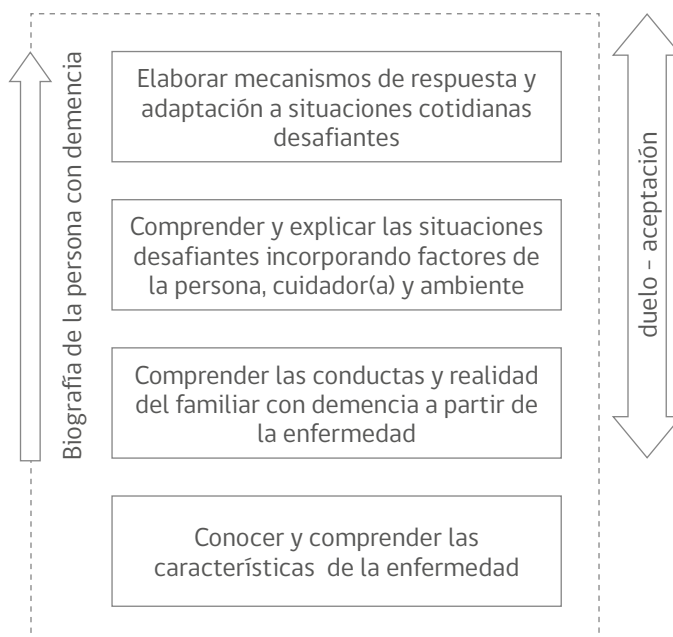 Biografía de la persona con demencia
Elaborar mecanismos de respuesta y
adaptación a situaciones cotidianas
desafiantes
Comprender y explicar las situaciones
desafiantes incorporando factores de
la persona, cuidador(a) y ambiente
Comprender las conductas y realidad
del familiar con demencia a partir de
la enfermedad
Conocer y comprender las
características de la enfermedad
duelo – aceptación